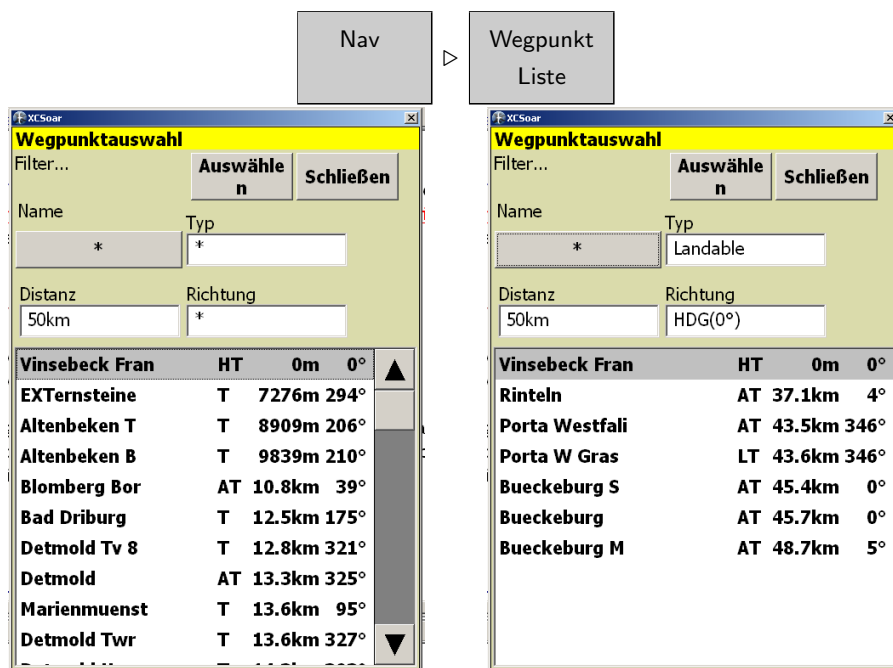 Nav
▷
Wegpunkt
Liste
XCSoar
Wegpunktauswahl
Filter...
Auswähle
n
Schließen
Name
*
Typ
*
Distanz
50km
Richtung
*
Vinsebeck Fran HT 0m 0°
EXTernsteine T 7276m 294°
Altenbeken T T 8909m 206°
Altenbeken B T 9839m 210°
Blomberg Bor AT 10.8km 39°
Bad Driburg T 12.5km 175°
Detmold Tv 8 T 12.8km 321°
Detmold AT 13.3km 325°
Marienmuenst T 13.6km 95°
Detmold Twr T 13.6km 327°
XCSoar
Wegpunktauswahl
Filter...
Auswähle
n
Schließen
Name
*
Typ
Landable
Distanz
50km
Richtung
HDG(0°)
Vinsebeck Fran HT 0m 0°
Rinteln AT 37.1km 4°
Porta Westfali AT 43.5km 346°
Porta W Gras LT 43.6km 346°
Bueckeburg S AT 45.4km 0°
Bueckeburg AT 45.7km 0°
Bueckeburg M AT 48.7km 5°